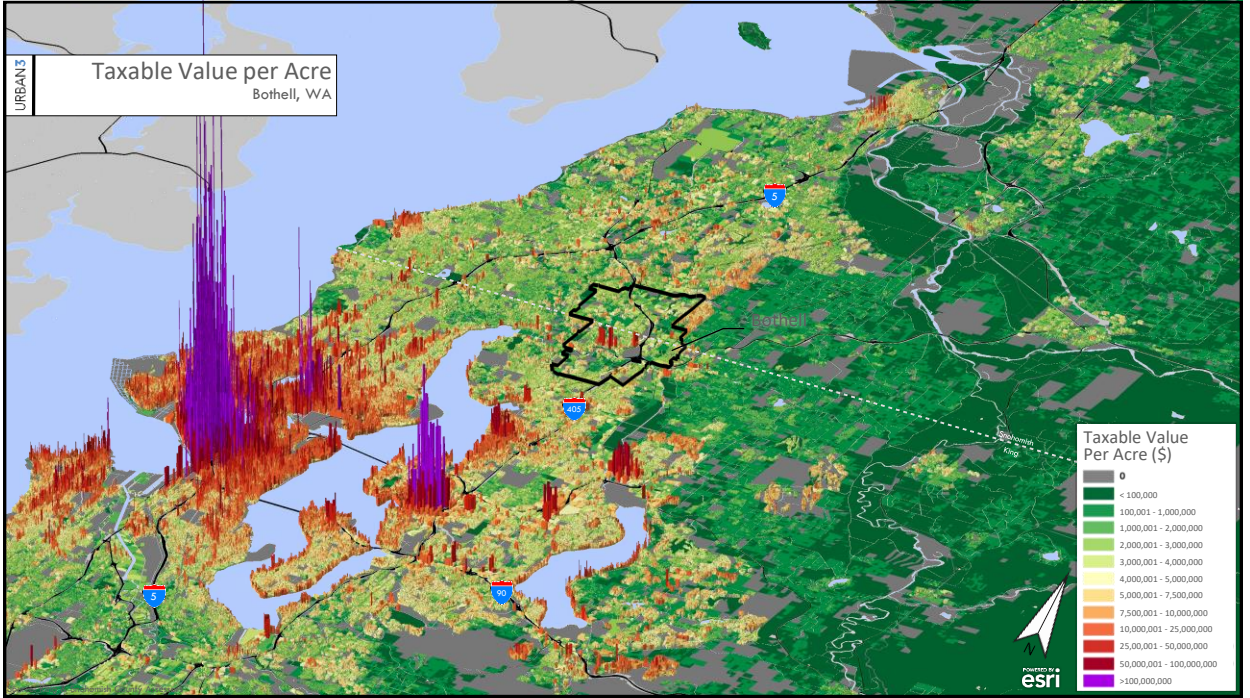 URBAN3
Taxable Value per Acre
Bothell, WA
5
Bothell
405
Snohomish
King
5
90
Taxable Value
Per Acre ($)
0
< 100,000
100,001 - 1,000,000
1,000,001 - 2,000,000
2,000,001 - 3,000,000
3,000,001 - 4,000,000
4,000,001 - 5,000,000
5,000,001 - 7,500,000
7,500,001 - 10,000,000
10,000,001 - 25,000,000
25,00,001 - 50,000,000
50,000,001 - 100,000,000
>100,000,000
N
POWERED BY
esri